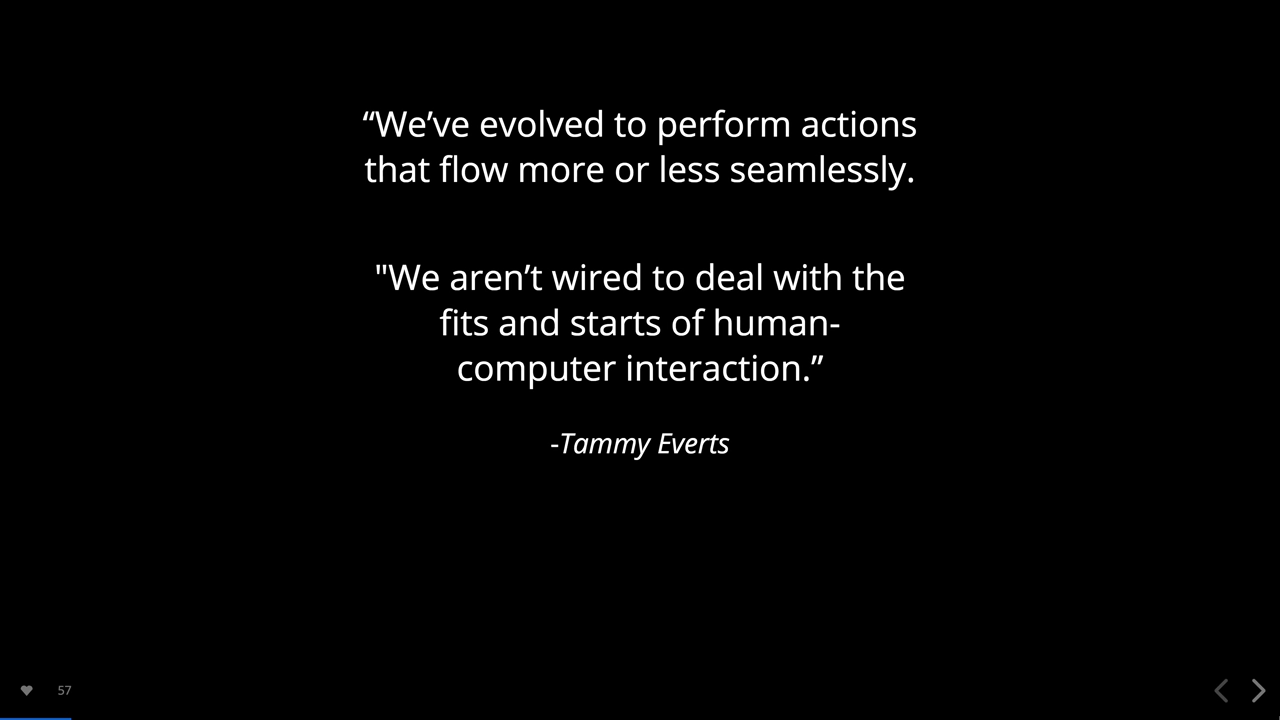 “We’ve evolved to perform actions
that flow more or less seamlessly.
"We aren’t wired to deal with the
fits and starts of human-
computer interaction.”
-Tammy Everts
57